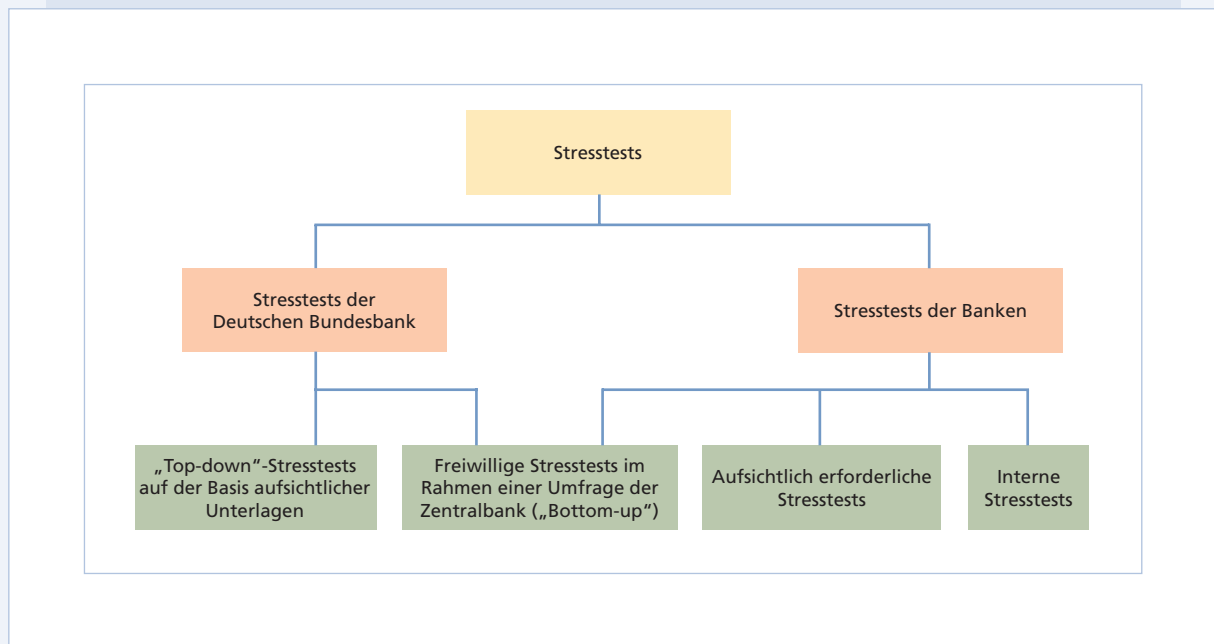 Stresstests
Stresstests der
Deutschen Bundesbank
Stresstests der Banken
„Top-down“-Stresstests
auf der Basis aufsichtlicher
Unterlagen
Freiwillige Stresstests im
Rahmen einer Umfrage der
Zentralbank („Bottom-up“)
Aufsichtlich erforderliche
Stresstests
Interne
Stresstests